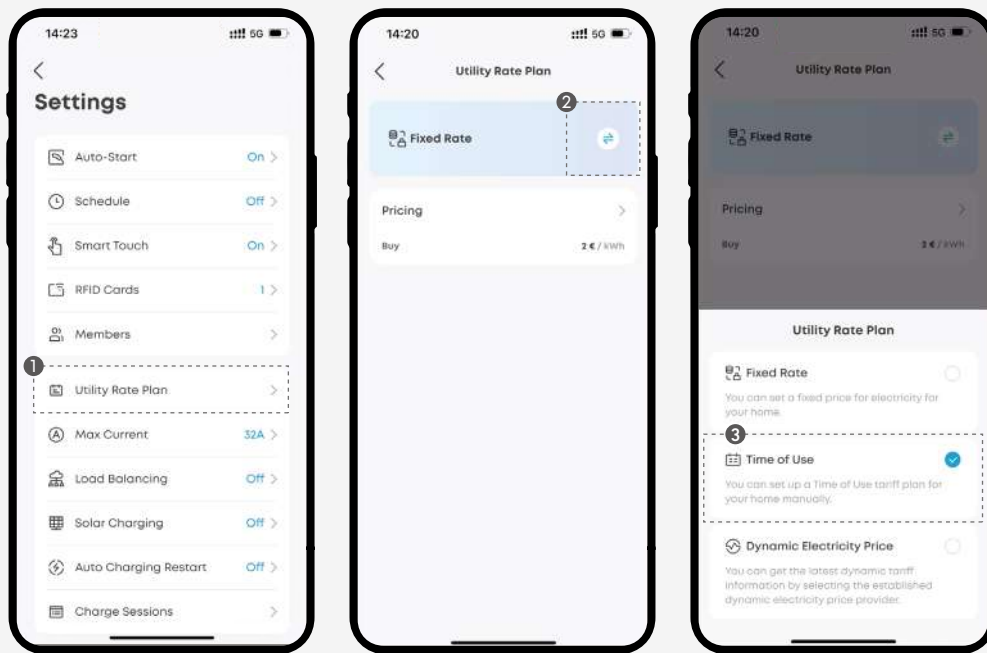 14:23
5G
Settings
Auto-Start On
Schedule Off
Smart Touch On
RFID Cards 1
Members
1
Utility Rate Plan
Max Current 32A
Load Balancing Off
Solar Charging Off
Auto Charging Restart Off
Charge Sessions
14:20
5G
Utility Rate Plan
2
Fixed Rate
Pricing
Buy 2 € / kWh
14:20
5G
Utility Rate Plan
Fixed Rate
Pricing
Buy 2 € / kWh
Utility Rate Plan
Fixed Rate
You can set a fixed price for electricity for
your home.
3
Time of Use
You can set up a Time of Use tariff plan for
your home manually.
Dynamic Electricity Price
You can get the latest dynamic tariff
information by selecting the established
dynamic electricity price provider.